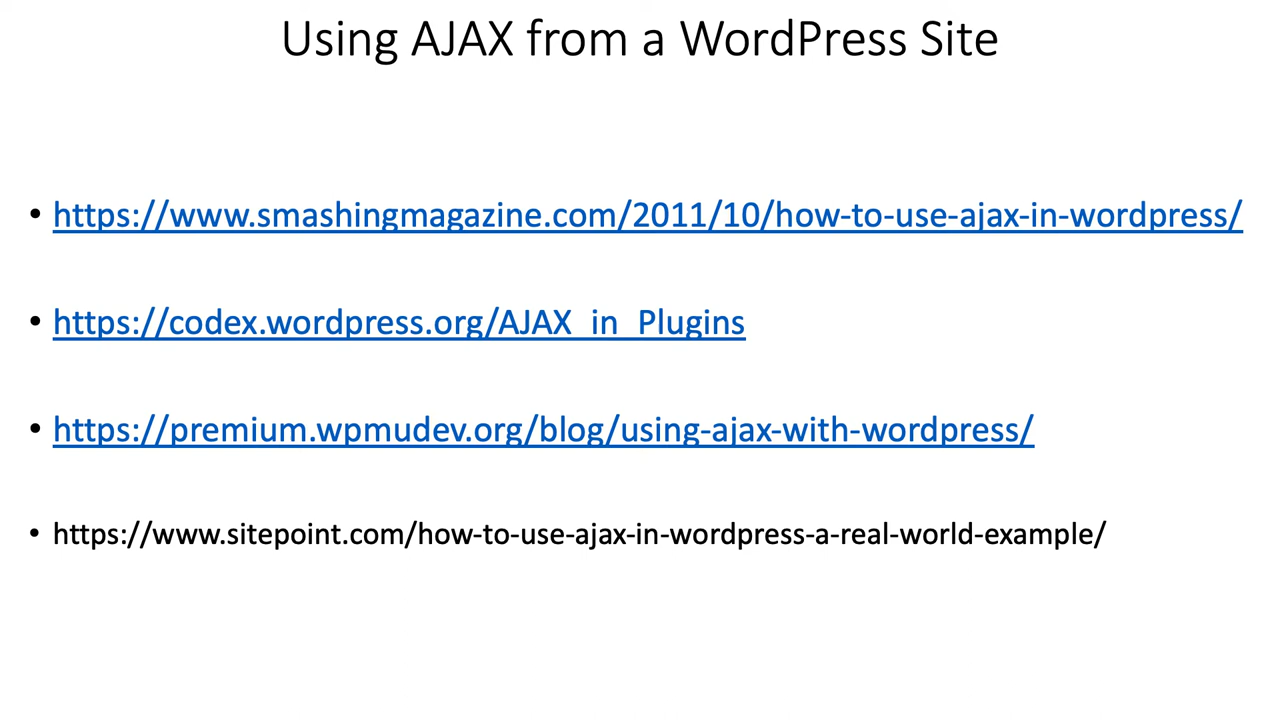 Using AJAX from a WordPress Site
• https://www.smashingmagazine.com/2011/10/how-to-use-ajax-in-wordpress/
• https://codex.wordpress.org/AJAX_in_Plugins
• https://premium.wpmudev.org/blog/using-ajax-with-wordpress/
• https://www.sitepoint.com/how-to-use-ajax-in-wordpress-a-real-world-example/